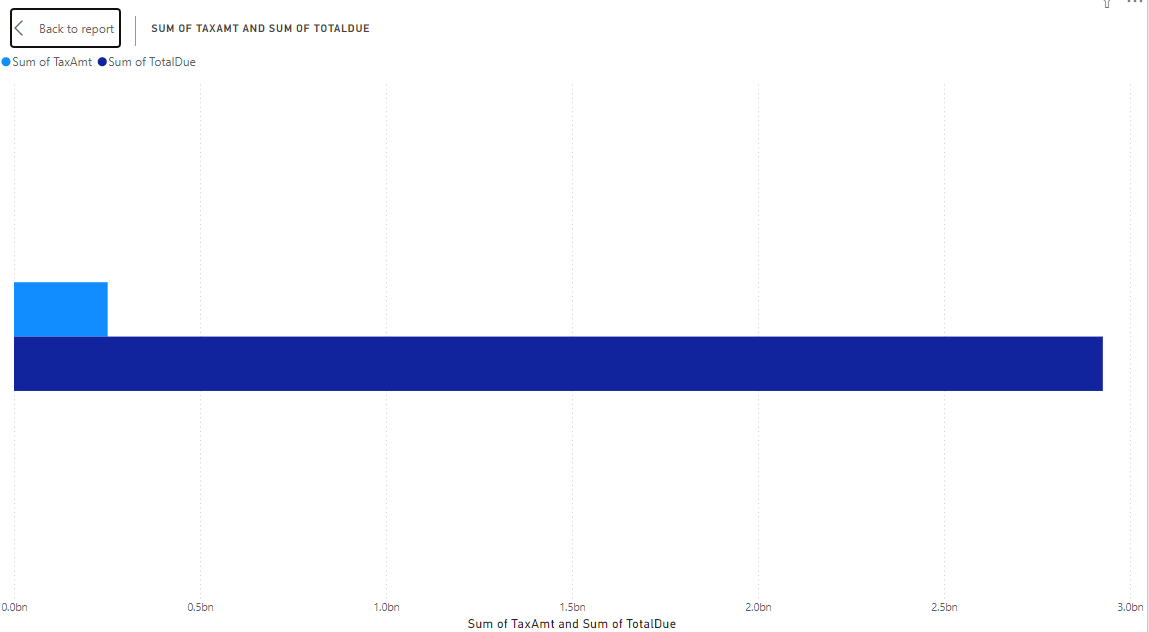 Back to report
SUM OF TAXAMT AND SUM OF TOTALDUE
Sum of TaxAmt Sum of TotalDue
0.0bn 0.5bn 1.0bn 1.5bn 2.0bn 2.5bn 3.0bn
Sum of TaxAmt and Sum of TotalDue